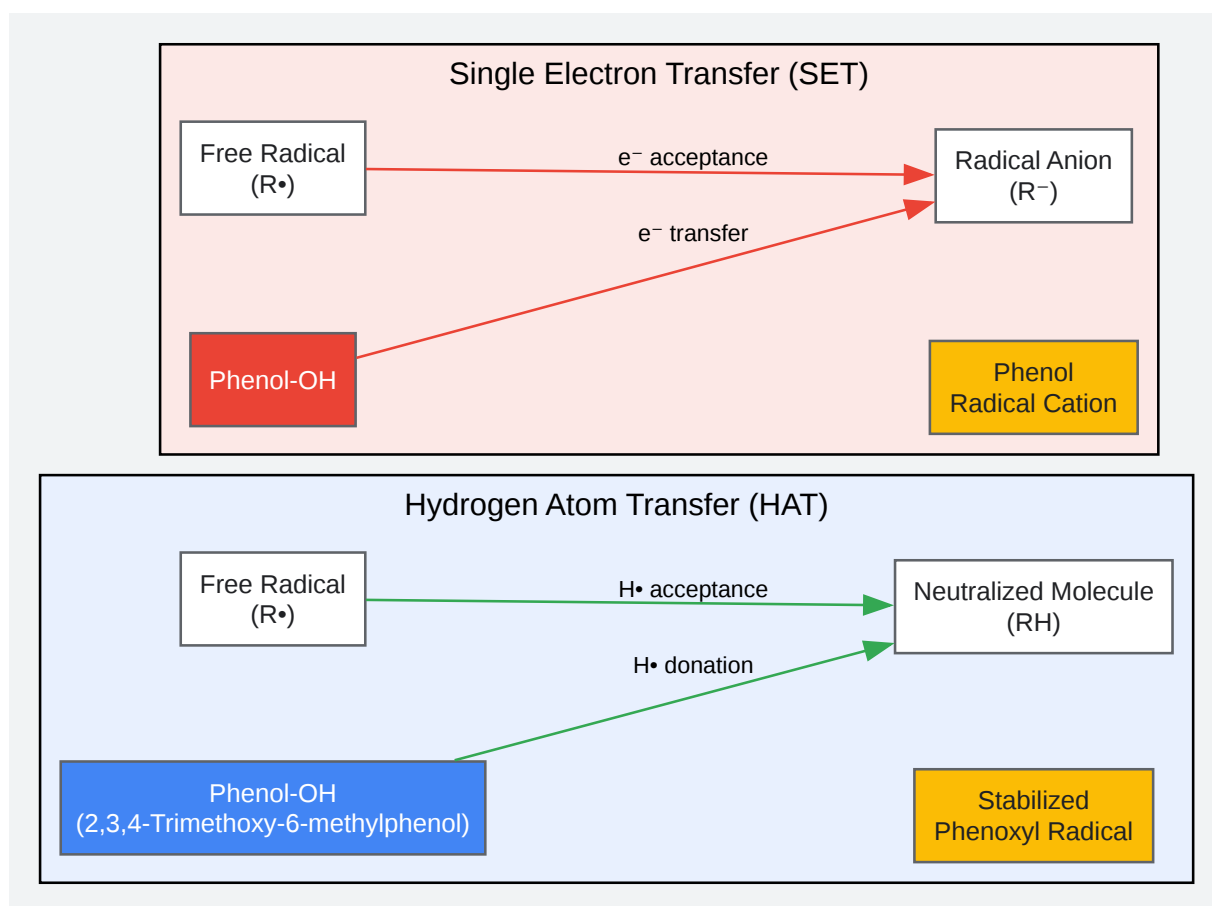 Single Electron Transfer (SET)
Free Radical
(R•)
e⁻ acceptance
Radical Anion
(R⁻)
e⁻ transfer
Phenol-OH
Phenol
Radical Cation
Hydrogen Atom Transfer (HAT)
Free Radical
(R•)
H• acceptance
Neutralized Molecule
(RH)
H• donation
Phenol-OH
(2,3,4-Trimethoxy-6-methylphenol)
Stabilized
Phenoxyl Radical